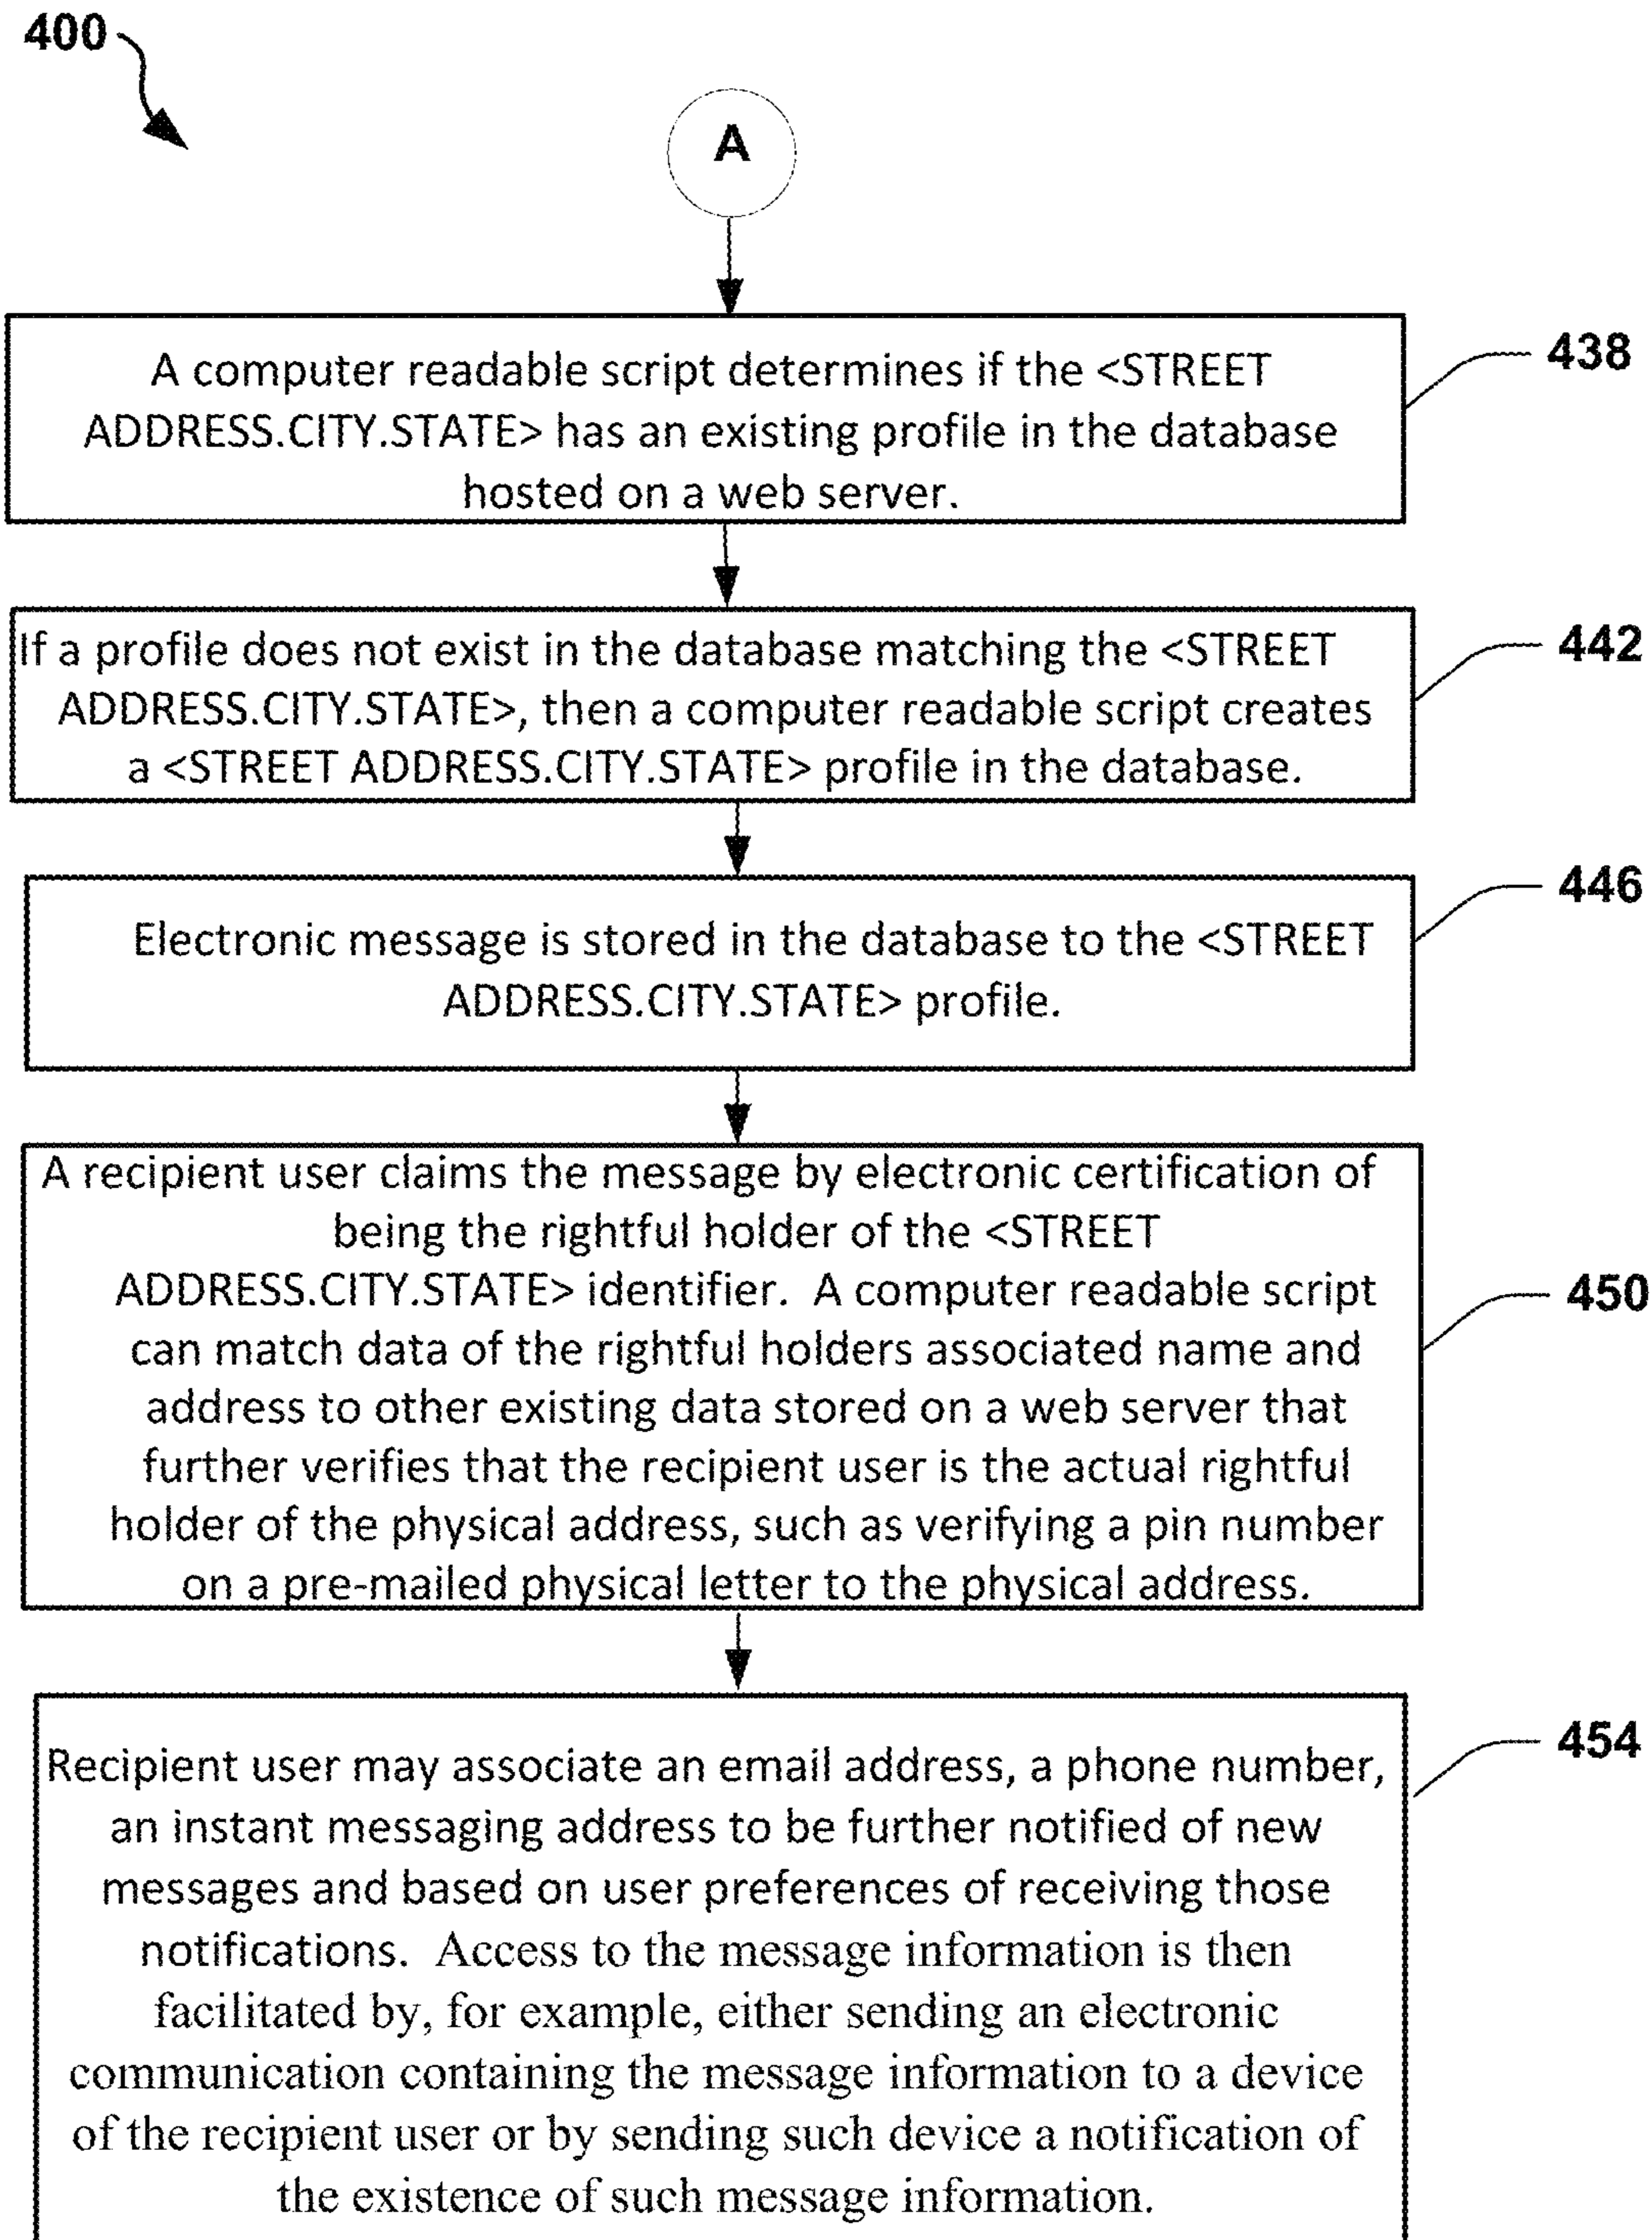 400
A
A computer readable script determines if the <STREET
ADDRESS.CITY.STATE> has an existing profile in the database
hosted on a web server.
438
If a profile does not exist in the database matching the <STREET
ADDRESS.CITY.STATE>, then a computer readable script creates
a <STREET ADDRESS.CITY.STATE> profile in the database.
442
Electronic message is stored in the database to the <STREET
ADDRESS.CITY.STATE> profile.
446
A recipient user claims the message by electronic certification of
being the rightful holder of the <STREET
ADDRESS.CITY.STATE> identifier.  A computer readable script
can match data of the rightful holders associated name and
address to other existing data stored on a web server that
further verifies that the recipient user is the actual rightful
holder of the physical address, such as verifying a pin number
on a pre-mailed physical letter to the physical address.
450
Recipient user may associate an email address, a phone number,
an instant messaging address to be further notified of new
messages and based on user preferences of receiving those
notifications.  Access to the message information is then
facilitated by, for example, either sending an electronic
communication containing the message information to a device
of the recipient user or by sending such device a notification of
the existence of such message information.
454